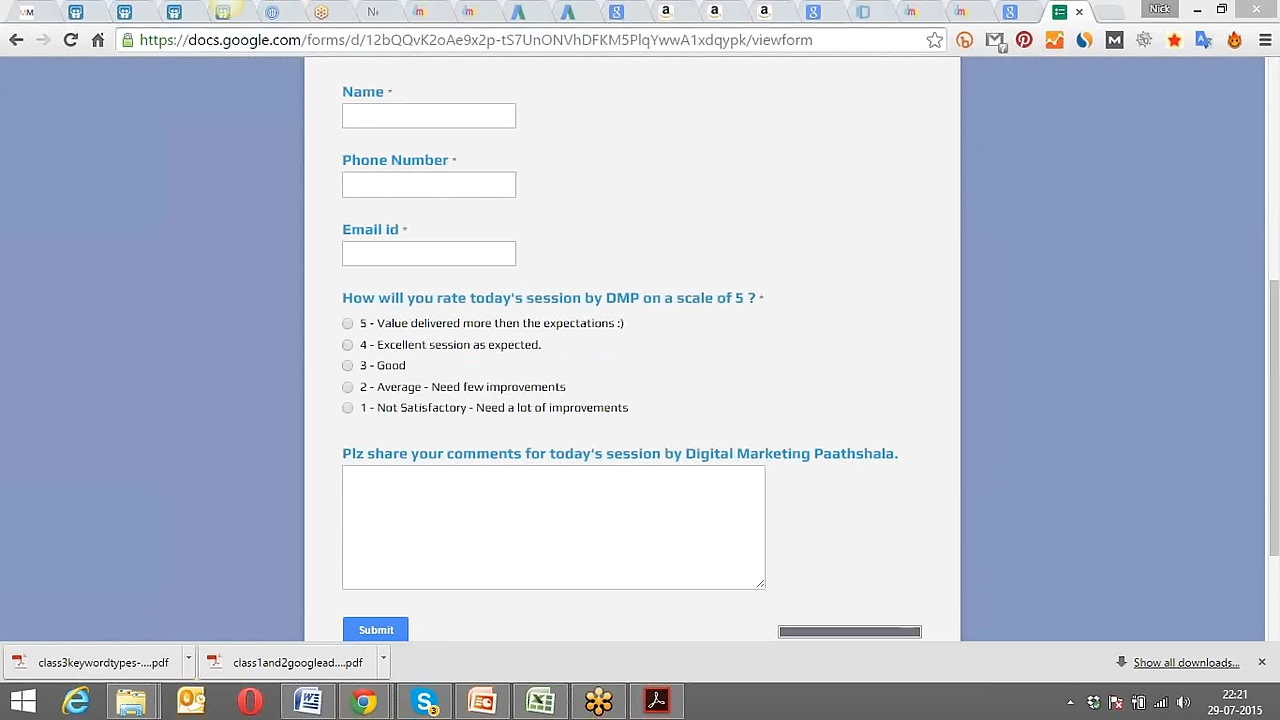 Nick
https://docs.google.com/forms/d/12bQOvK2oAe9x2p-tS7UnONVhDFKM5PlqYwwA1xdqypk/viewform
Name *
Phone Number *
Email id *
How will you rate today's session by DMP on a scale of 5 ? *
5 - Value delivered more then the expectations :)
4 - Excellent session as expected.
3 - Good
2 - Average - Need few improvements
1 - Not Satisfactory - Need a lot of improvements
Plz share your comments for today's session by Digital Marketing Paathshala.
Submit
class3keywordtypes-....pdf
class1and2googlead....pdf
Show all downloads...
22:21
29-07-2015